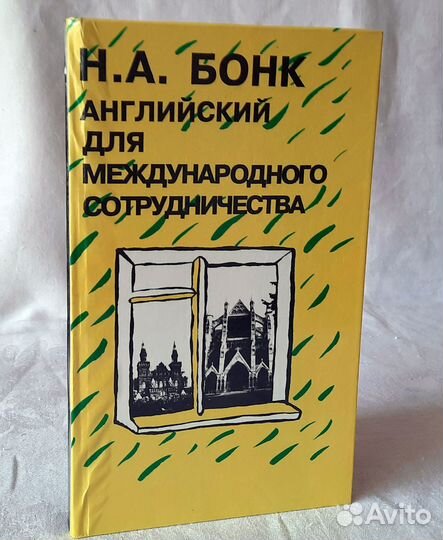 Н.А. БОНК
АНГЛИЙСКИЙ
ДЛЯ
МЕЖДУНАРОДНОГО
СОТРУДНИЧЕСТВА
Avito